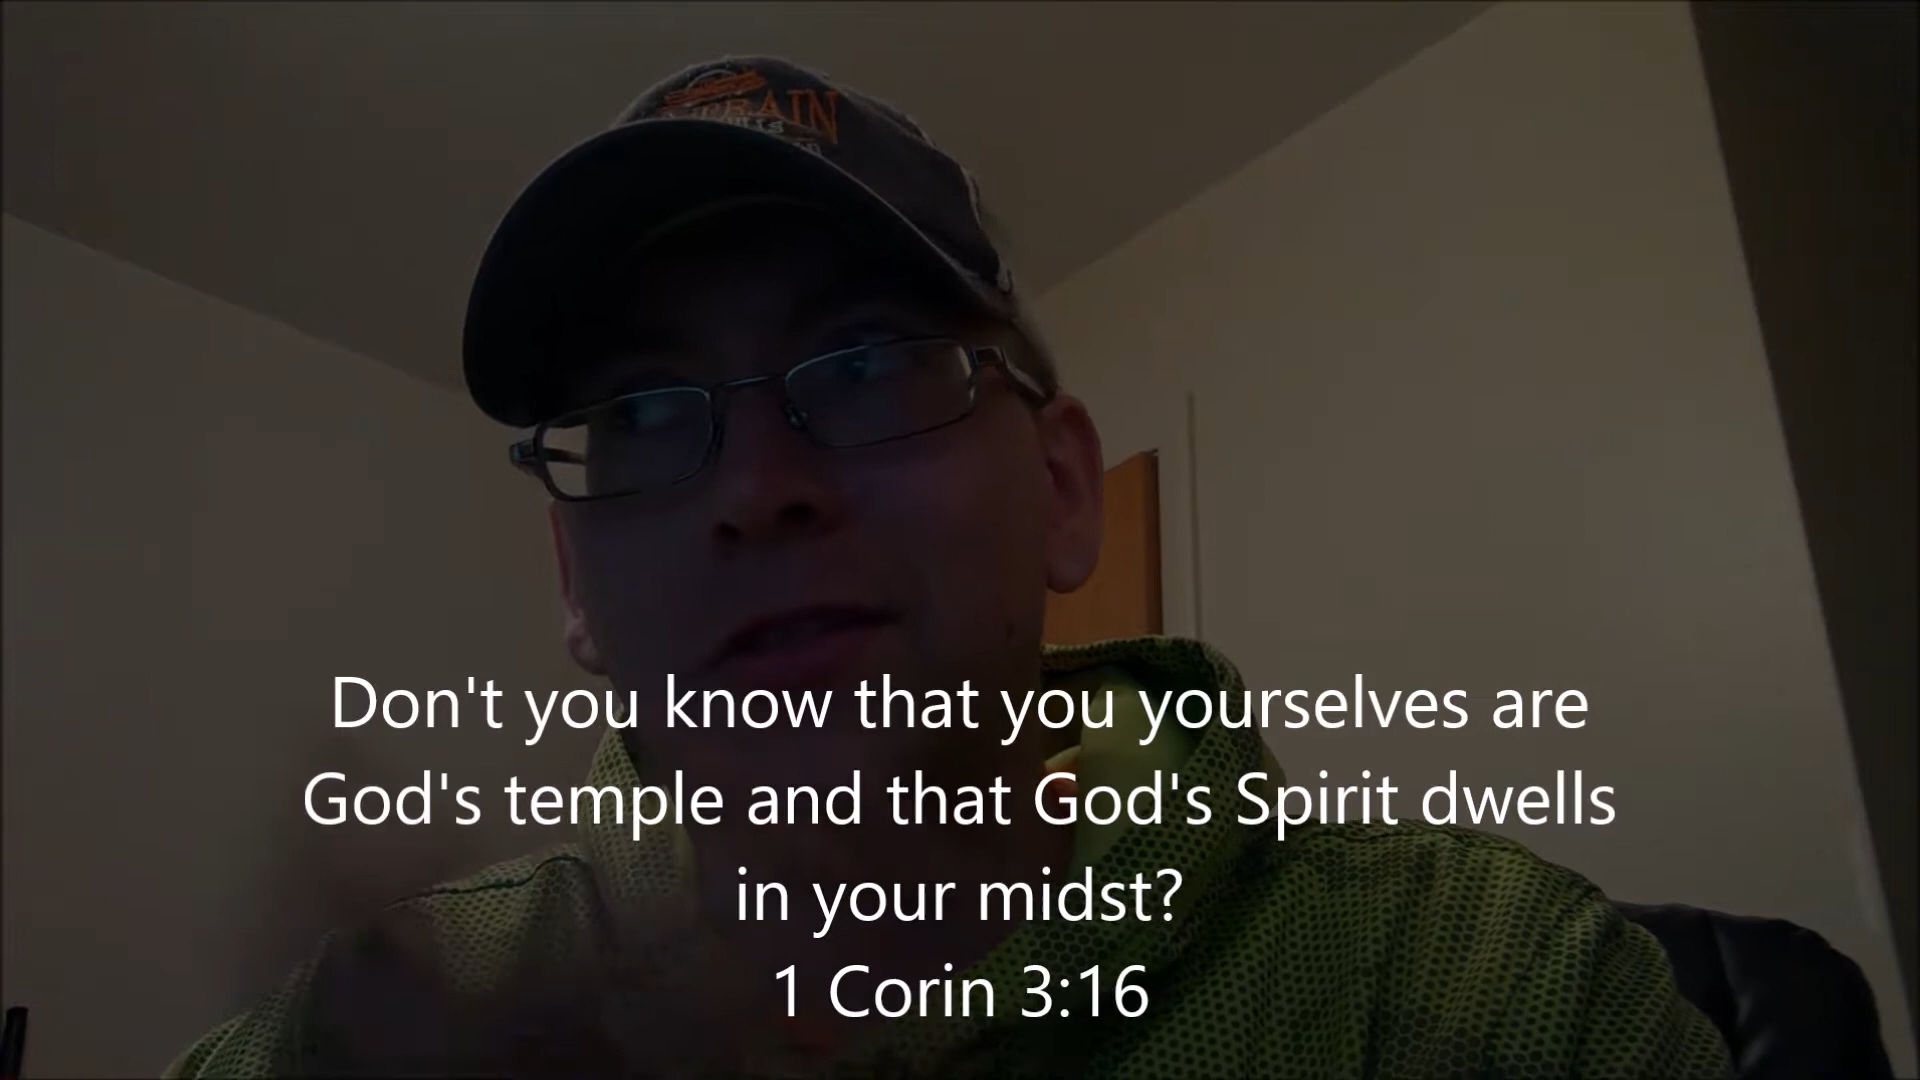 RAIN
Don't you know that you yourselves are
God's temple and that God's Spirit dwells
in your midst?
1 Corin 3:16